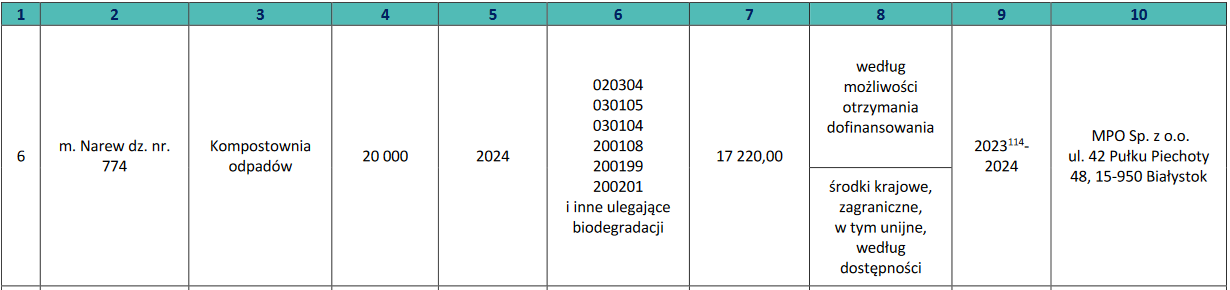 1 2 3 4 5 6 7 8 9 10
6
m. Narew dz. nr.
774
Kompostownia
odpadów
20 000
2024
020304
030105
030104
200108
200199
200201
i inne ulegające
biodegradacji
17 220,00
według
możliwości
otrzymania
dofinansowania
środki krajowe,
zagraniczne,
w tym unijne,
według
dostępności
2023¹¹⁴-
2024
MPO Sp. z o.o.
ul. 42 Pułku Piechoty
48, 15-950 Białystok